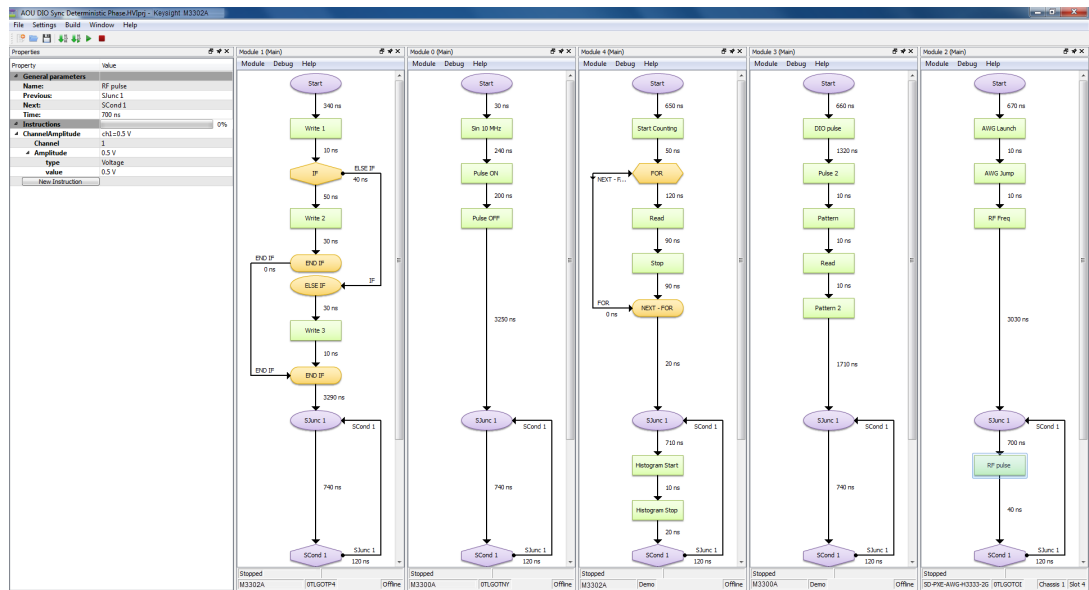 AOU DIO Sync Deterministic Phase.HVIprj - Keysight M3302A
File Settings Build Window Help
Properties
Property Value
General parameters
Name: RF pulse
Previous: SJunc 1
Next: SCond 1
Time: 700 ns
Instructions 0%
ChannelAmplitude ch1=0.5 V
Channel 1
Amplitude 0.5 V
type Voltage
value 0.5 V
New Instruction
Module 1 (Main)
Module Debug Help
Start
340 ns
Write 1
10 ns
IF
ELSE IF
40 ns
50 ns
Write 2
30 ns
END IF
END IF
0 ns
ELSE IF
IF
30 ns
Write 3
10 ns
END IF
END IF
3290 ns
SJunc 1
SCond 1
740 ns
SCond 1
SJunc 1
120 ns
Stopped
M3302A 0TLGOTP4 Offline
Module 0 (Main)
Module Debug Help
Start
30 ns
Sin 10 MHz
240 ns
Pulse ON
200 ns
Pulse OFF
3250 ns
SJunc 1
SCond 1
740 ns
SCond 1
SJunc 1
120 ns
Stopped
M3300A 0TLGOTNY Offline
Module 4 (Main)
Module Debug Help
Start
650 ns
Start Counting
50 ns
FOR
NEXT - F...
120 ns
Read
90 ns
Stop
90 ns
FOR
0 ns
NEXT - FOR
20 ns
SJunc 1
SCond 1
710 ns
Histogram Start
10 ns
Histogram Stop
20 ns
SCond 1
SJunc 1
120 ns
Stopped
M3302A Demo Offline
Module 3 (Main)
Module Debug Help
Start
660 ns
DIO pulse
1320 ns
Pulse 2
10 ns
Pattern
10 ns
Read
10 ns
Pattern 2
1710 ns
SJunc 1
SCond 1
740 ns
SCond 1
SJunc 1
120 ns
Stopped
M3300A Demo Offline
Module 2 (Main)
Module Debug Help
Start
670 ns
AWG Launch
10 ns
AWG Jump
10 ns
RF Freq
3030 ns
SJunc 1
SCond 1
700 ns
RF pulse
40 ns
SCond 1
SJunc 1
120 ns
Stopped
SD-PXE-AWG-H3333-2G 0TLGOTOI Chassis 1 Slot 4